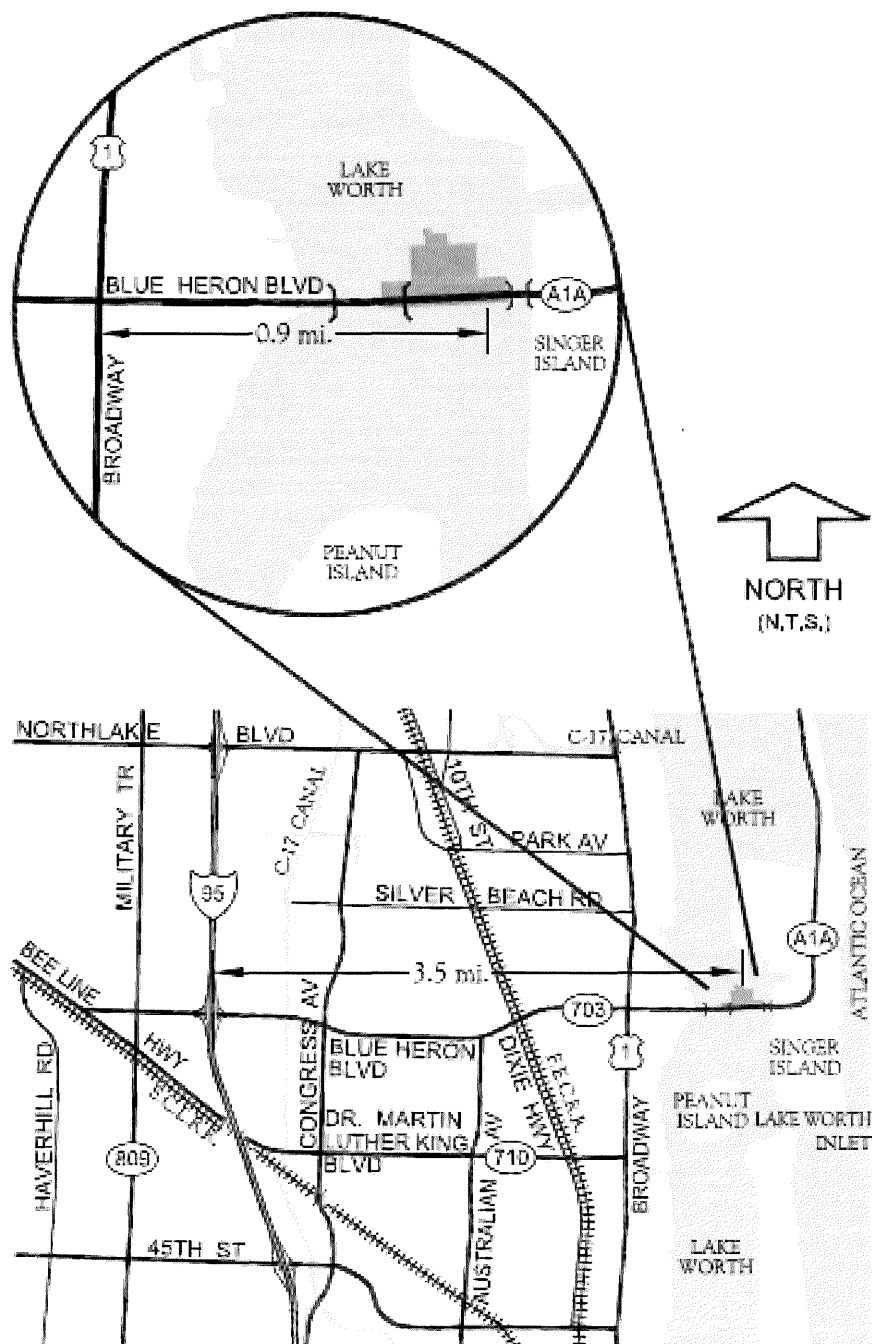 1
LAKE
WORTH
BLUE HERON BLVD
A1A
0.9 mi.
SINGER
ISLAND
BROADWAY
PEANUT
ISLAND
NORTH
(N.T.S.)
NORTHLAKE BLVD
C-17 CANAL
MILITARY TR
C-17 CANAL
10TH ST
LAKE
WORTH
PARK AV
95
SILVER BEACH RD
ATLANTIC OCEAN
A1A
BEE LINE HWY
3.5 mi.
703
CONGRESS AV
BLUE HERON
BLVD
DIXIE HWY
F.E.C.R.R.
1
SINGER
ISLAND
HAVERHILL RD
PEANUT
ISLAND
LAKE WORTH
INLET
809
DR. MARTIN
LUTHER KING
BLVD
710
AUSTRALIAN AV
BROADWAY
45TH ST
LAKE
WORTH